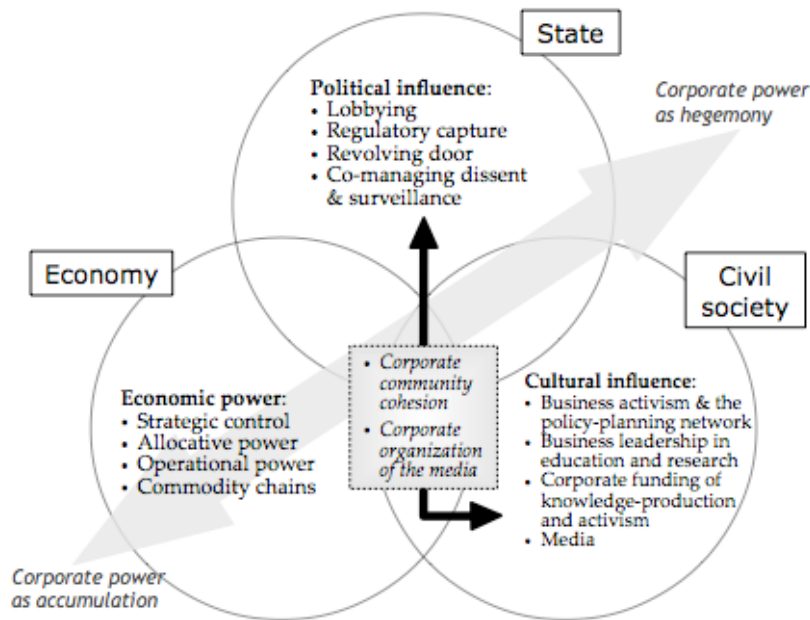 State
Political influence:
• Lobbying
• Regulatory capture
• Revolving door
• Co-managing dissent
& surveillance
Corporate power
as hegemony
Economy
Civil
society
• Corporate
community
cohesion
• Corporate
organization
of the media
Economic power:
• Strategic control
• Allocative power
• Operational power
• Commodity chains
Cultural influence:
• Business activism & the
policy-planning network
• Business leadership in
education and research
• Corporate funding of
knowledge-production
and activism
• Media
Corporate power
as accumulation